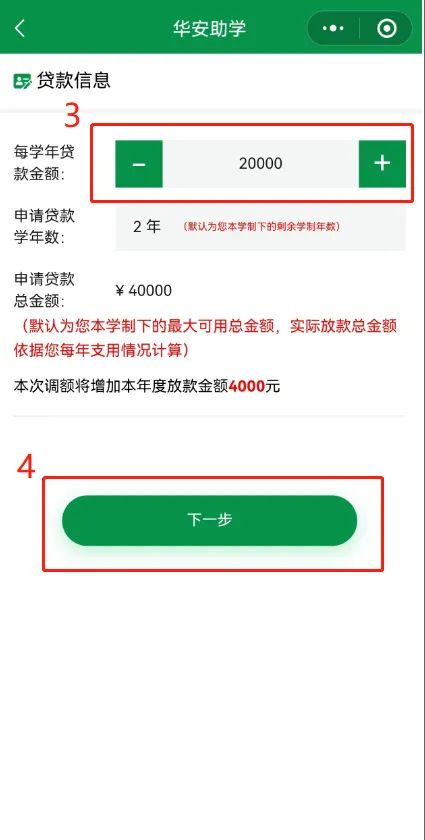 华安助学
贷款信息
3
每学年贷
款金额：
－ 20000 ＋
申请贷款
学年数：
2 年 （默认为您本学制下的剩余学制年数）
申请贷款
总金额：
¥ 40000
（默认为您本学制下的最大可用总金额，实际放款总金额
依据您每年支用情况计算）
本次调额将增加本年度放款金额4000元
4
下一步